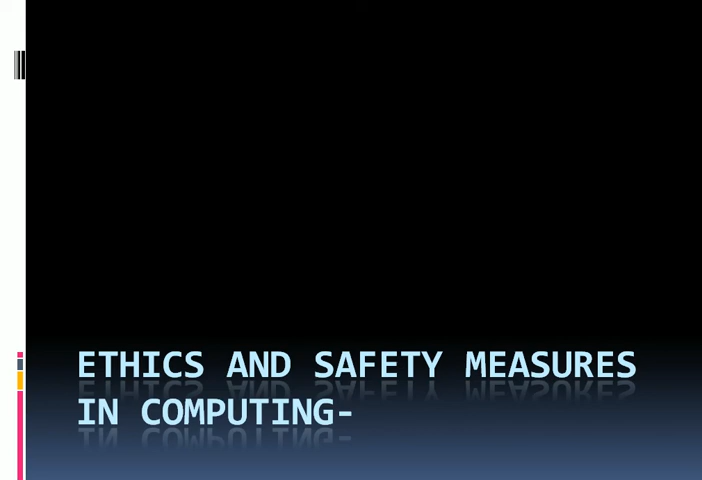 ETHICS AND SAFETY MEASURES
IN COMPUTING-